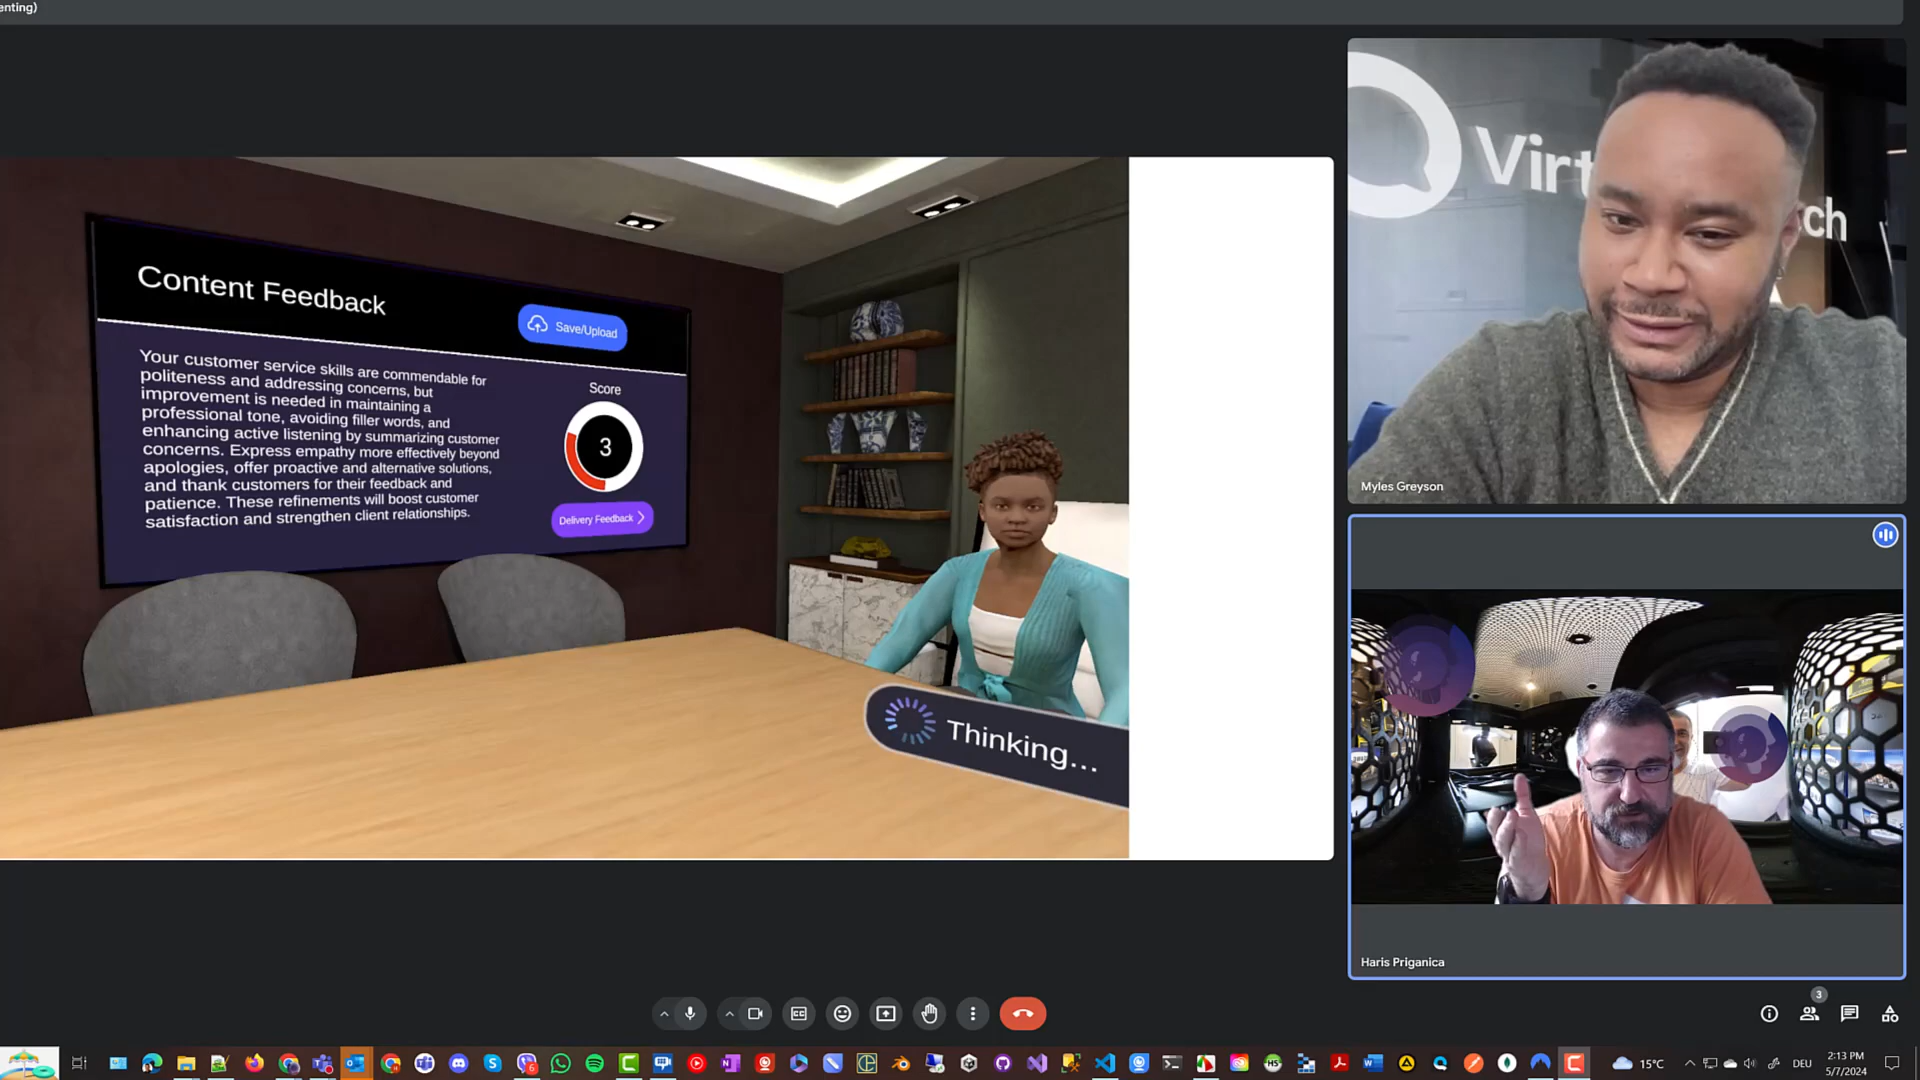 enting)
Content Feedback
Save/Upload
Your customer service skills are commendable for
politeness and addressing concerns, but
improvement is needed in maintaining a
professional tone, avoiding filler words, and
enhancing active listening by summarizing customer
concerns. Express empathy more effectively beyond
apologies, offer proactive and alternative solutions,
and thank customers for their feedback and
patience. These refinements will boost customer
satisfaction and strengthen client relationships.
Score
3
Delivery Feedback
Thinking...
Virt
ch
Myles Greyson
Haris Priganica
3
15°C
DEU
2:13 PM
5/7/2024